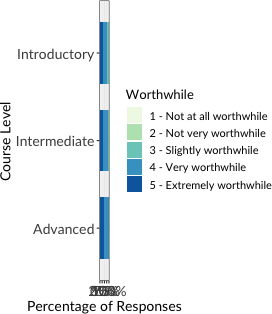 Course Level
Introductory
Intermediate
Advanced
Percentage of Responses
Worthwhile
1 - Not at all worthwhile
2 - Not very worthwhile
3 - Slightly worthwhile
4 - Very worthwhile
5 - Extremely worthwhile